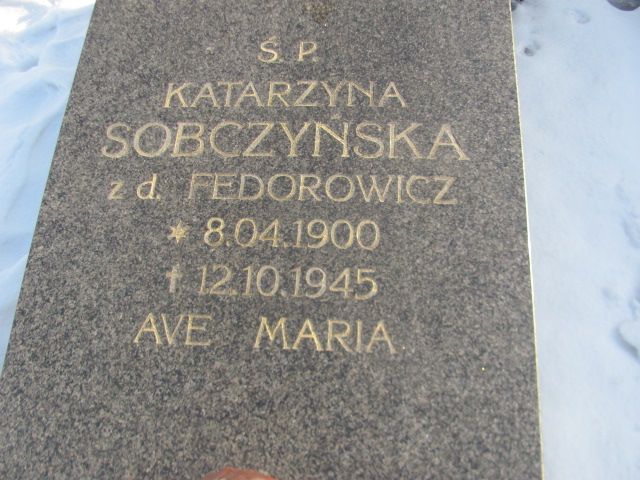 Ś.P.
KATARZYNA
SOBCZYŃSKA
z d. FEDOROWICZ
* 8.04.1900
† 12.10.1945
AVE MARIA